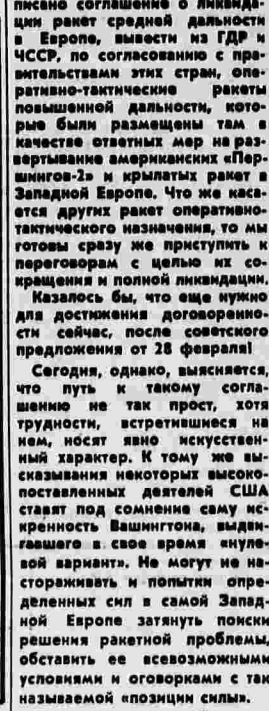 писано соглашение о ликвида-
ции ракет средней дальности
в Европе, вывести из ГДР и
ЧССР, по согласованию с пра-
вительствами этих стран, опе-
ративно-тактические ракеты
повышенной дальности, кото-
рые были размещены там в
качестве ответных мер на раз-
вертывание американских «Пер-
шингов-2» и крылатых ракет в
Западной Европе. Что же каса-
ется других ракет оперативно-
тактического назначения, то мы
готовы сразу же приступить к
переговорам с целью их со-
кращения и полной ликвидации.
Казалось бы, что еще нужно
для достижения договоренно-
сти сейчас, после советского
предложения от 28 февраля!
Сегодня, однако, выясняется,
что путь к такому согла-
шению не так прост, хотя
трудности, встретившиеся на
нем, носят явно искусствен-
ный характер. К тому же вы-
сказывания некоторых высоко-
поставленных деятелей США
ставят под сомнение саму ис-
кренность Вашингтона, выдви-
гавшего в свое время «нуле-
вой вариант». Не могут не на-
стораживать и попытки опре-
деленных сил в самой Запад-
ной Европе затянуть поиски
решения ракетной проблемы,
обставить ее всевозможными
условиями и оговорками с так
называемой «позиции силы».